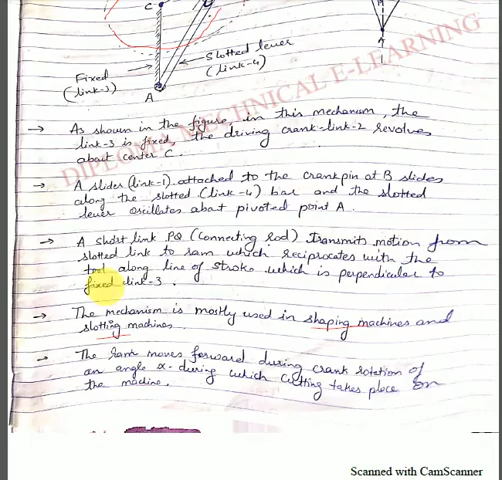 C
Slotted lever
(link-4)
Fixed
(link-3)
A
A
DIPLOMA MECHNICAL E-LEARNING
→ As shown in the figure, in this mechanism, the
link-3 is fixed, the driving crank-link-2 revolves
about center C.
→ A slider (link-1) attached to the crankpin at B slides
along the slotted (link-4) bar and the slotted
lever oscillates about pivoted point A.
→ A short link PQ (Connecting Rod) transmits motion from
slotted link to ram which reciprocates with the
tool along line of stroke which is perpendicular to
fixed link-3.
→ The mechanism is mostly used in shaping machines and
slotting machines.
→ The ram moves forward during crank rotation of
an angle α during which cutting takes place on
the machine.
Scanned with CamScanner